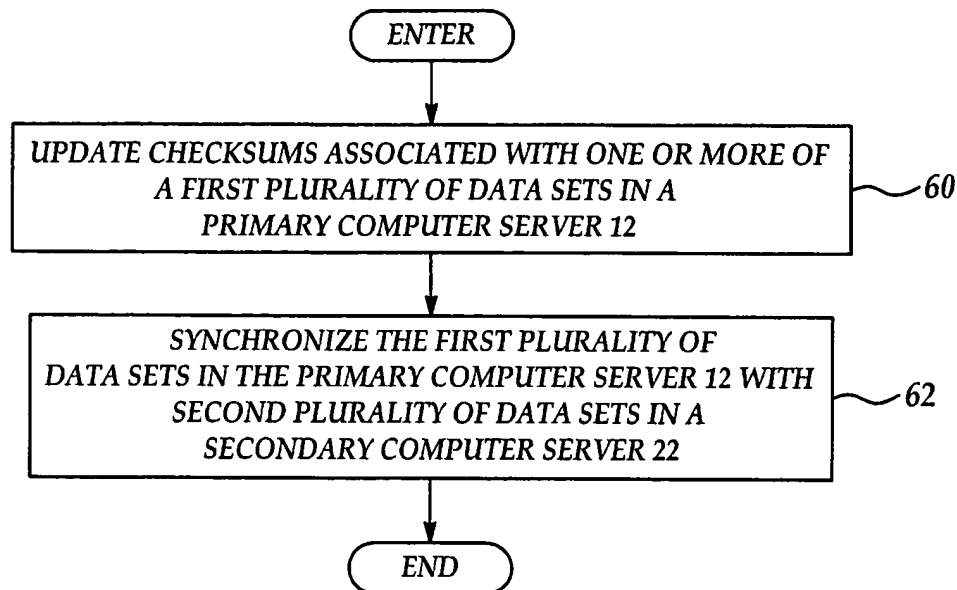 ENTER
UPDATE CHECKSUMS ASSOCIATED WITH ONE OR MORE OF
A FIRST PLURALITY OF DATA SETS IN A
PRIMARY COMPUTER SERVER 12
60
SYNCHRONIZE THE FIRST PLURALITY OF
DATA SETS IN THE PRIMARY COMPUTER SERVER 12 WITH
SECOND PLURALITY OF DATA SETS IN A
SECONDARY COMPUTER SERVER 22
62
END